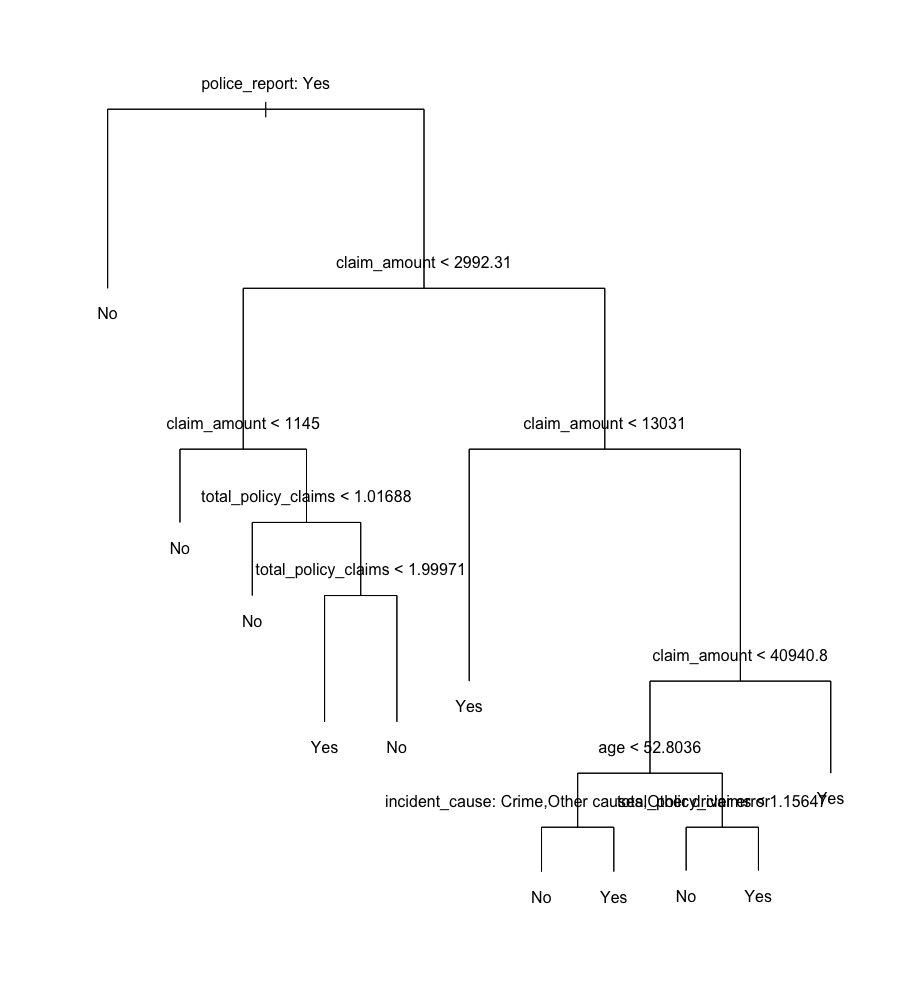 police_report: Yes
claim_amount < 2992.31
No
claim_amount < 1145
claim_amount < 13031
total_policy_claims < 1.01688
No
total_policy_claims < 1.99971
No
claim_amount < 40940.8
Yes
Yes
No
age < 52.8036
incident_cause: Crime,Other causes,Other driver error
total_policy_claims < 1.15647
Yes
No
Yes
No
Yes